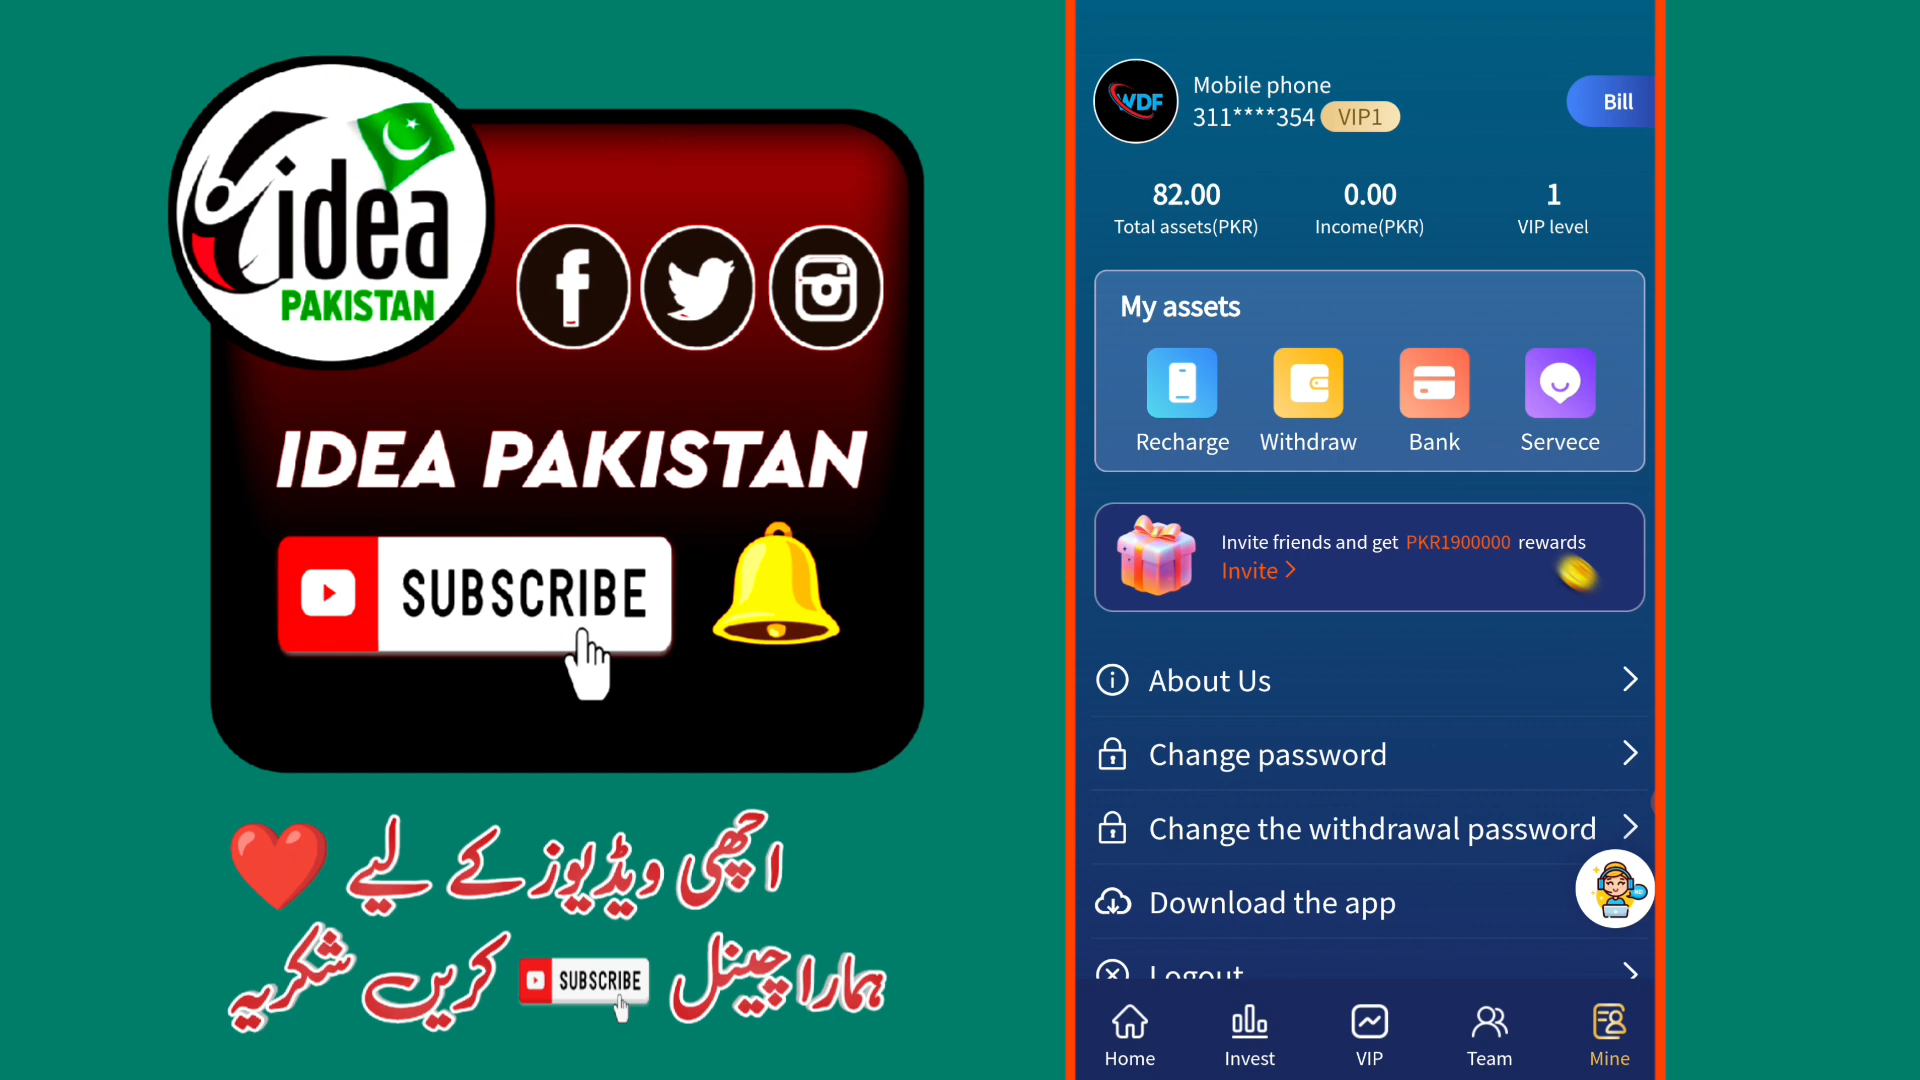 idea
PAKISTAN
IDEA PAKISTAN
SUBSCRIBE
اچھی ویڈیوز کے لیے
ہمارا چینل SUBSCRIBE کریں شکریہ
WDF
Mobile phone
311****354 VIP1
Bill
82.00 0.00 1
Total assets(PKR) Income(PKR) VIP level
My assets
Recharge Withdraw Bank Servece
Invite friends and get PKR1900000 rewards
Invite >
About Us
Change password
Change the withdrawal password
Download the app
Logout
Home Invest VIP Team Mine